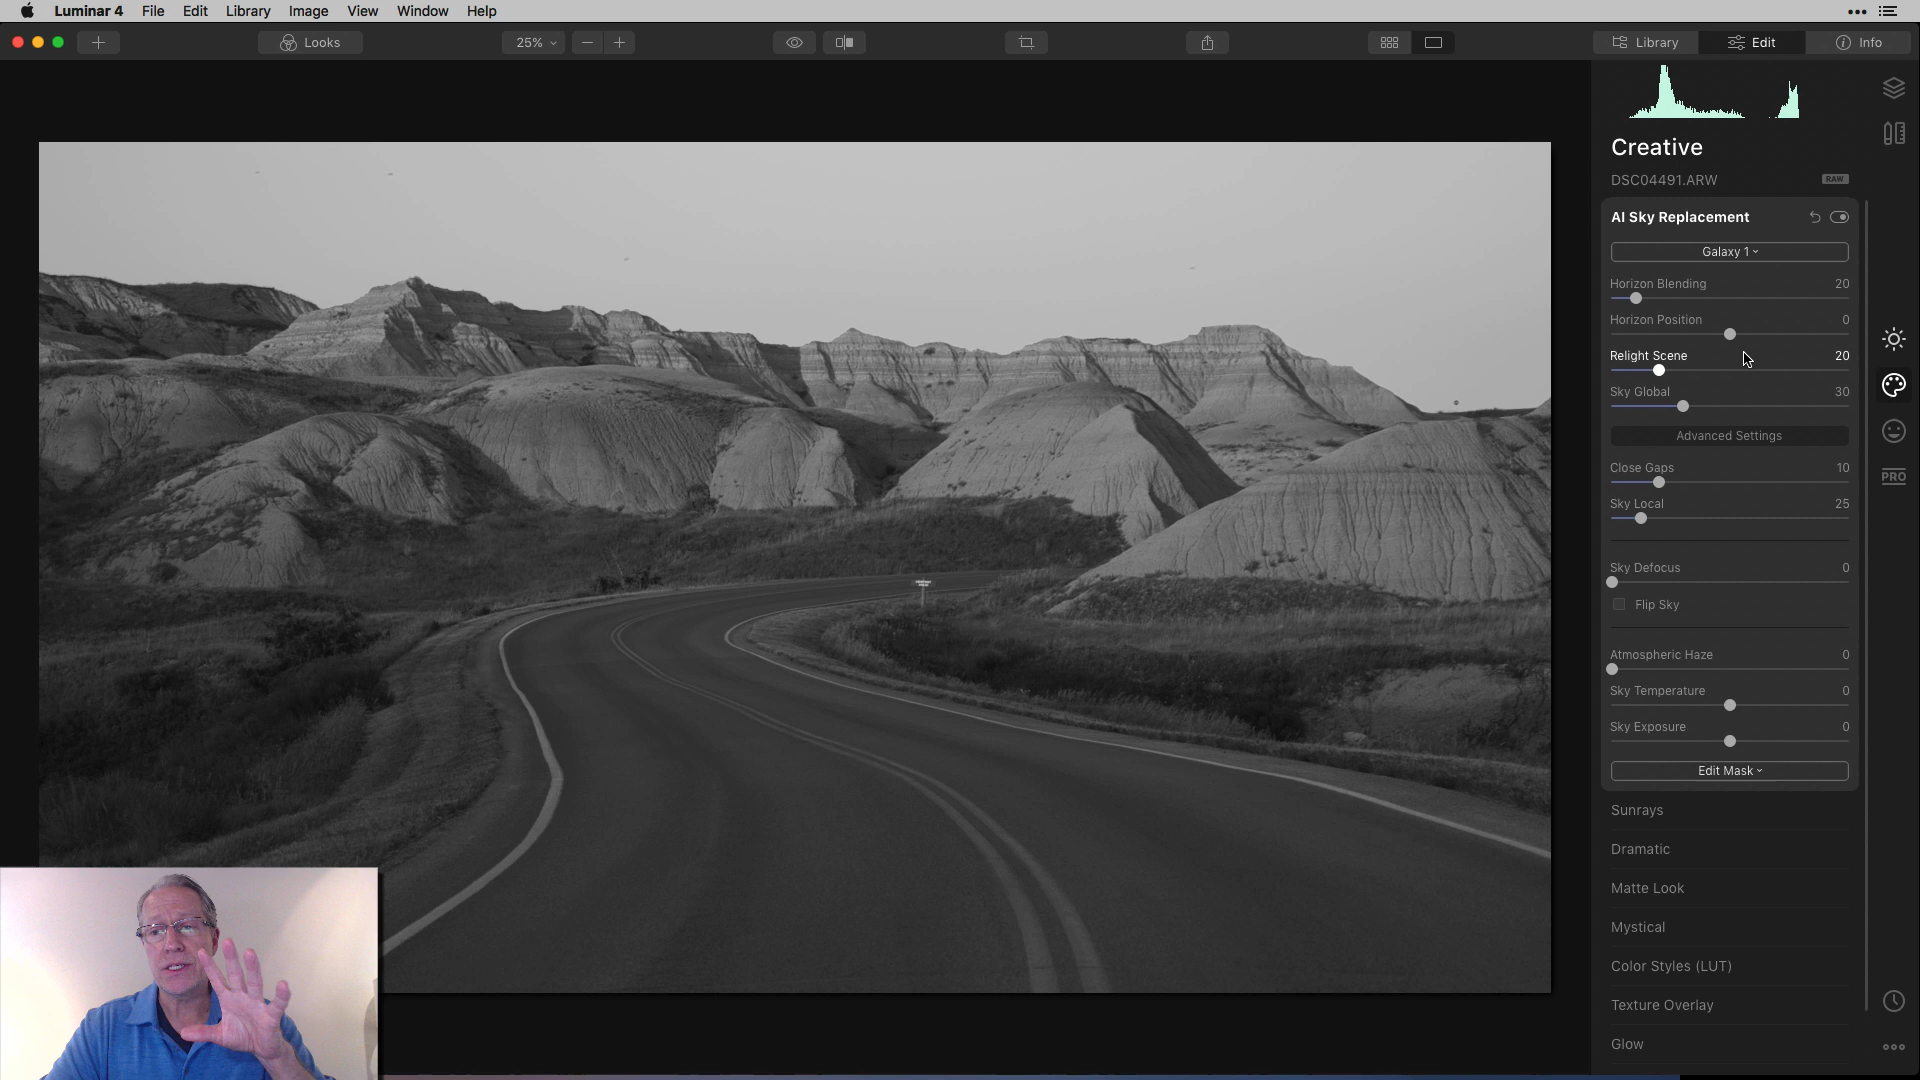 Luminar 4 File Edit Library Image View Window Help
Looks 25% Library Edit Info
Creative
DSC04491.ARW RAW
AI Sky Replacement
Galaxy 1
Horizon Blending 20
Horizon Position 0
Relight Scene 20
Sky Global 30
Advanced Settings
Close Gaps 10
Sky Local 25
Sky Defocus 0
Flip Sky
Atmospheric Haze 0
Sky Temperature 0
Sky Exposure 0
Edit Mask
Sunrays
Dramatic
Matte Look
Mystical
Color Styles (LUT)
Texture Overlay
Glow
PRO